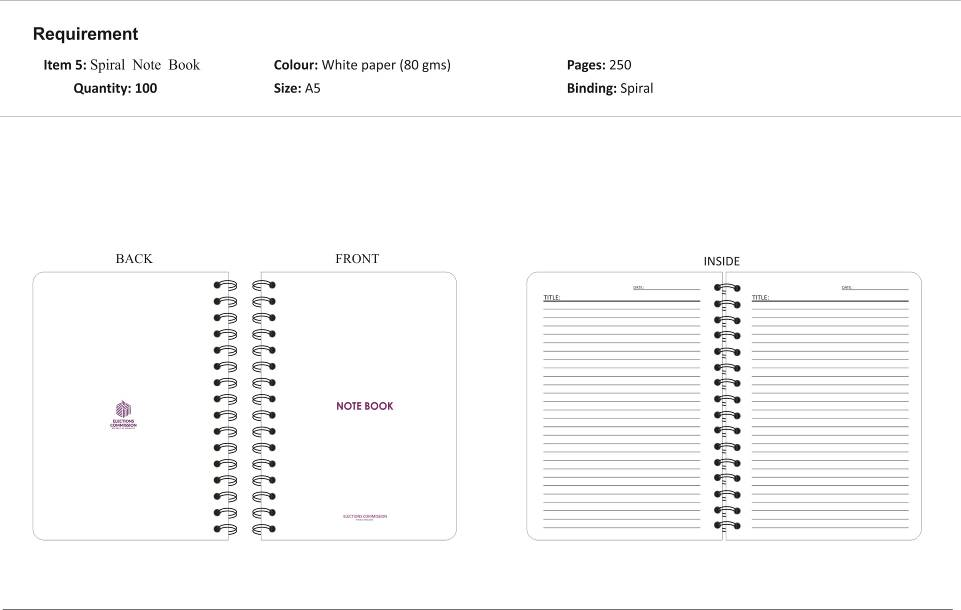 Requirement
Item 5: Spiral Note Book
Colour: White paper (80 gms)
Pages: 250
Quantity: 100
Size: A5
Binding: Spiral
BACK
FRONT
INSIDE
DATE:
DATE:
TITLE:
TITLE:
NOTE BOOK
ELECTIONS
COMMISSION
ELECTIONS COMMISSION